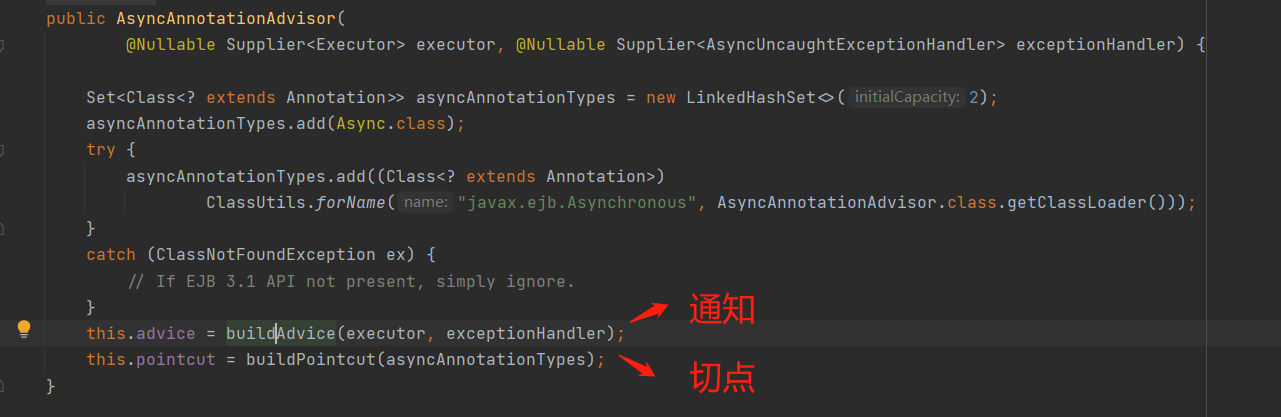 public AsyncAnnotationAdvisor(
@Nullable Supplier<Executor> executor, @Nullable Supplier<AsyncUncaughtExceptionHandler> exceptionHandler) {
Set<Class<? extends Annotation>> asyncAnnotationTypes = new LinkedHashSet<>( initialCapacity: 2);
asyncAnnotationTypes.add(Async.class);
try {
asyncAnnotationTypes.add((Class<? extends Annotation>)
ClassUtils.forName( name: "javax.ejb.Asynchronous", AsyncAnnotationAdvisor.class.getClassLoader()));
}
catch (ClassNotFoundException ex) {
// If EJB 3.1 API not present, simply ignore.
}
通知
this.advice = buildAdvice(executor, exceptionHandler);
this.pointcut = buildPointcut(asyncAnnotationTypes);
切点
}